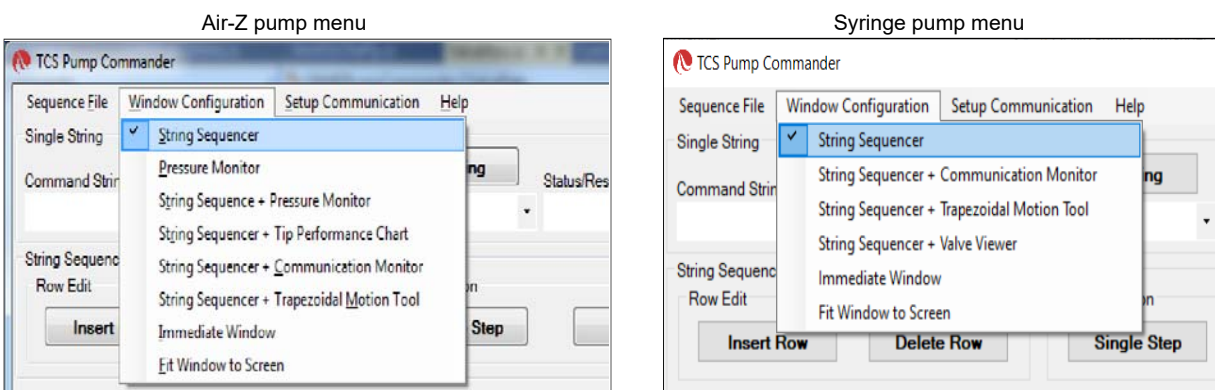 Air-Z pump menu
TCS Pump Commander
Sequence File Window Configuration Setup Communication Help
Single String
String Sequencer
Pressure Monitor
Command Strin
Status/Res
String Sequence + Pressure Monitor
String Sequencer + Tip Performance Chart
String Sequenc
String Sequencer + Communication Monitor
Row Edit
String Sequencer + Trapezoidal Motion Tool
Insert
Step
Immediate Window
Fit Window to Screen
Syringe pump menu
TCS Pump Commander
Sequence File Window Configuration Setup Communication Help
Single String
String Sequencer
String Sequencer + Communication Monitor
ng
Command Strin
String Sequencer + Trapezoidal Motion Tool
String Sequencer + Valve Viewer
String Sequenc
Immediate Window
Row Edit
Fit Window to Screen
Insert Row Delete Row Single Step